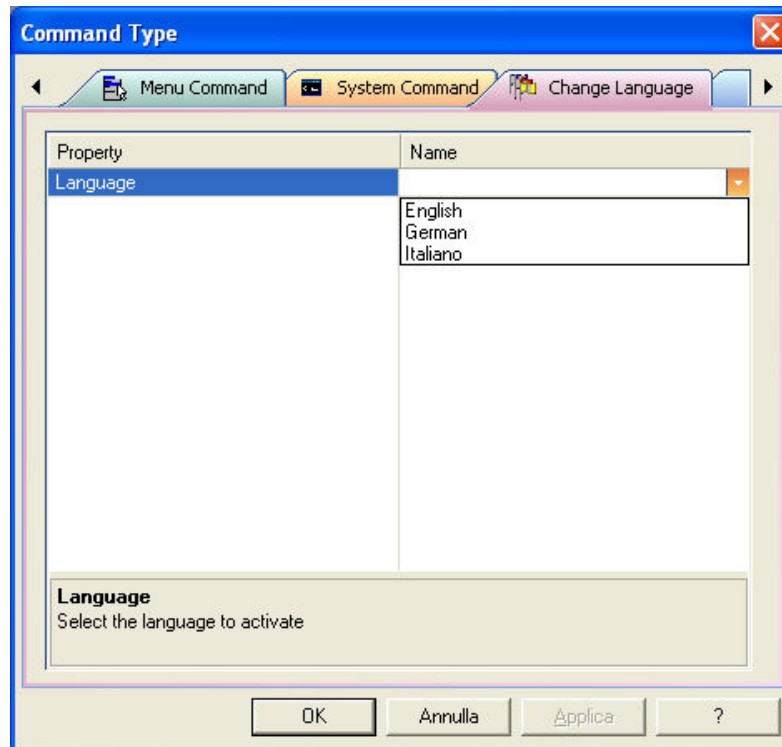 Command Type
Menu Command System Command Change Language
Property Name
Language
English
German
Italiano
Language
Select the language to activate
OK Annulla Applica ?